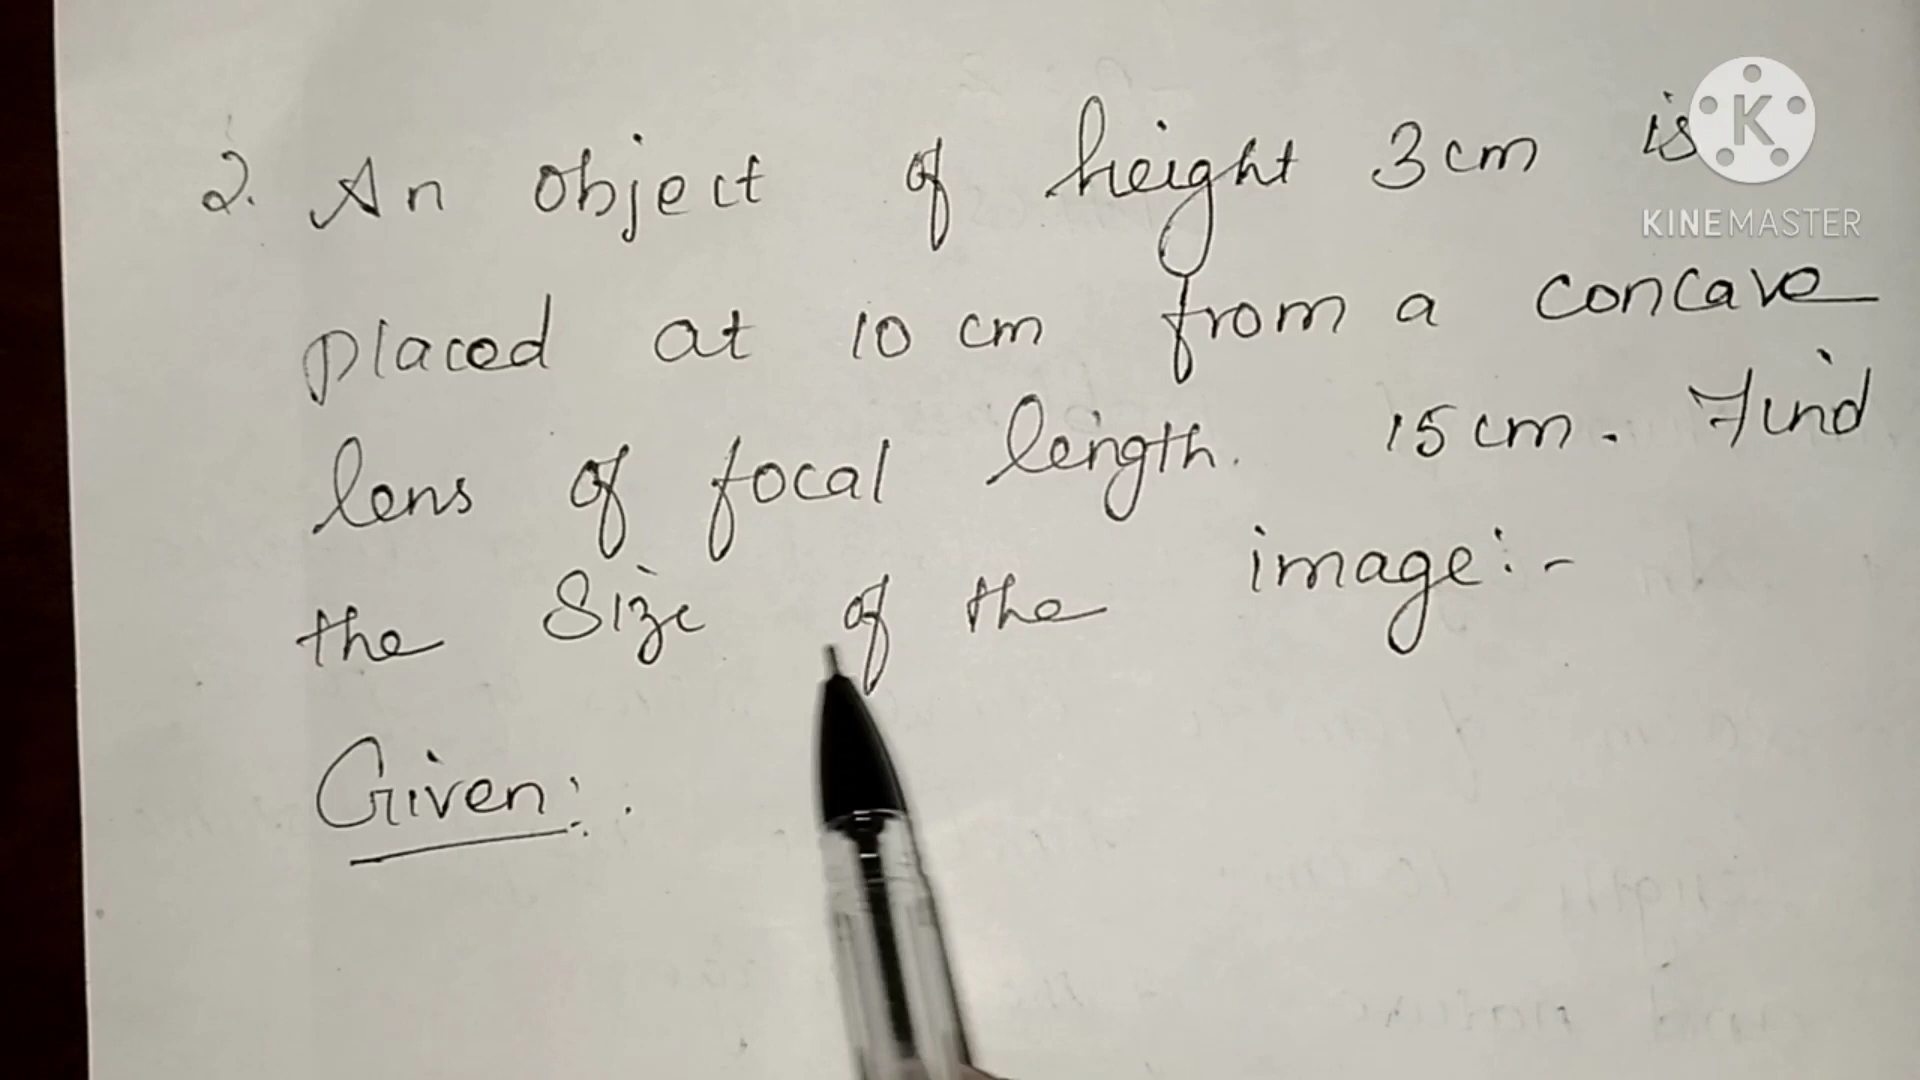 2. An object of height 3 cm is
KINEMASTER
placed at 10 cm from a concave
lens of focal length. 15 cm. Find
the Size of the image:-
Given:.